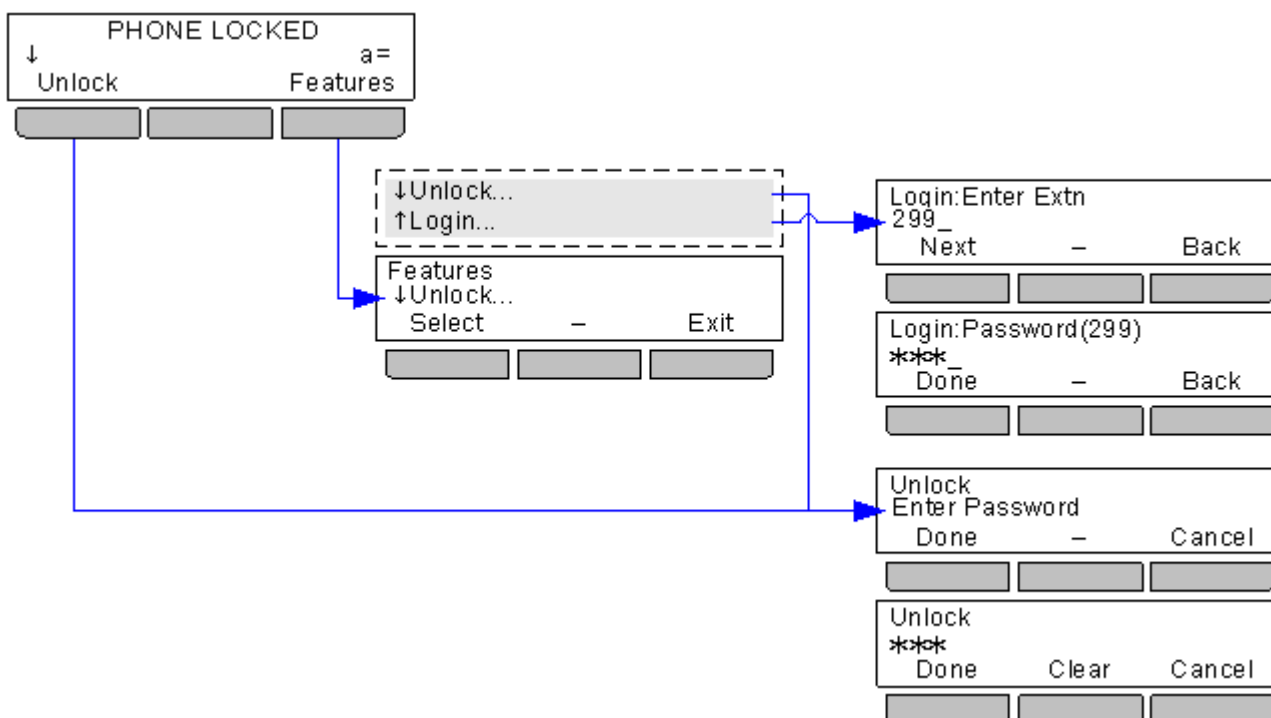 PHONE LOCKED
↓ a=
Unlock Features
↓Unlock...
↑Login...
Features
↓Unlock...
Select – Exit
Login:Enter Extn
299_
Next – Back
Login:Password(299)
***_
Done – Back
Unlock
Enter Password
Done – Cancel
Unlock
***
Done Clear Cancel